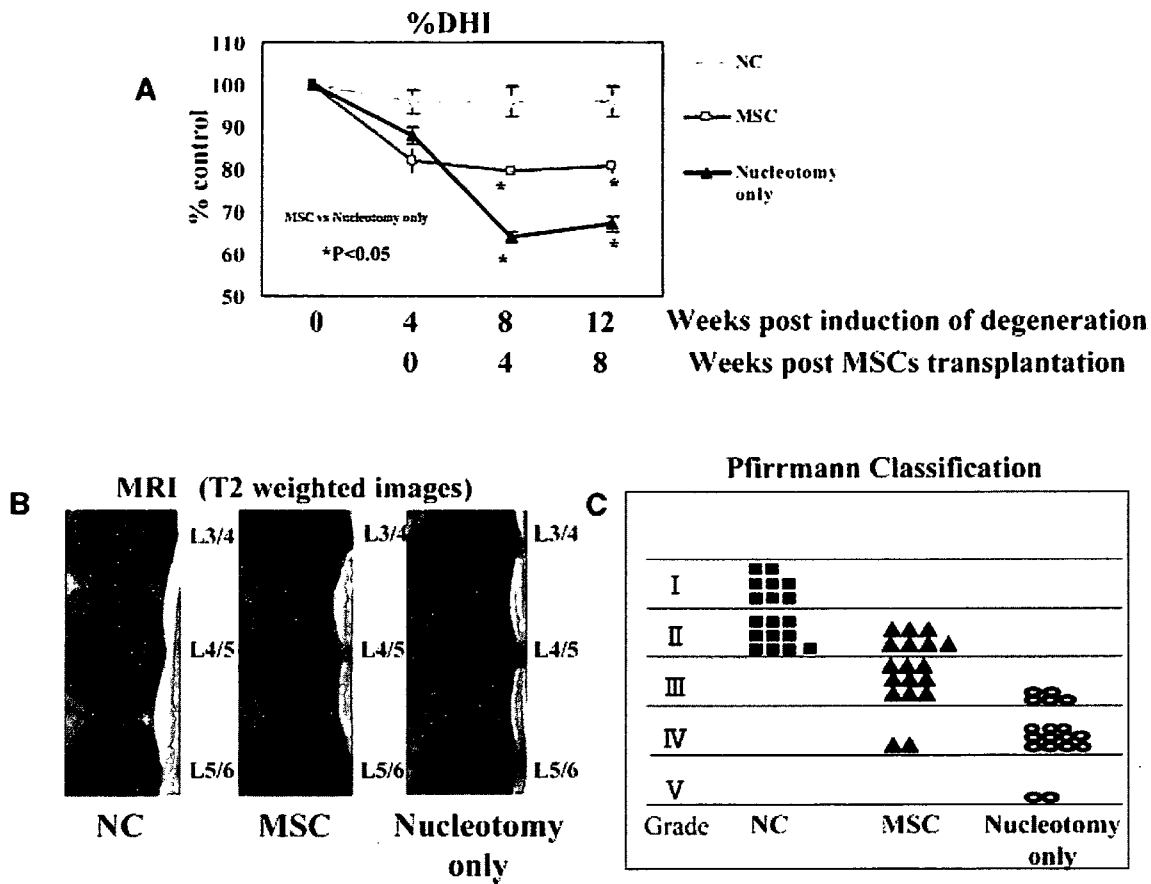 %DHI
A
% control
110
100
90
80
70
60
50
NC
MSC
Nucleotomy
only
MSC vs Nucleotomy only
*P<0.05
*
*
*
*
0 4 8 12 Weeks post induction of degeneration
0 4 8 Weeks post MSCs transplantation
B
MRI (T2 weighted images)
L3/4 L3/4 L3/4
L4/5 L4/5 L4/5
L5/6 L5/6 L5/6
NC MSC Nucleotomy
only
Pfirrmann Classification
C
I
II
III
IV
V
Grade NC MSC Nucleotomy
only